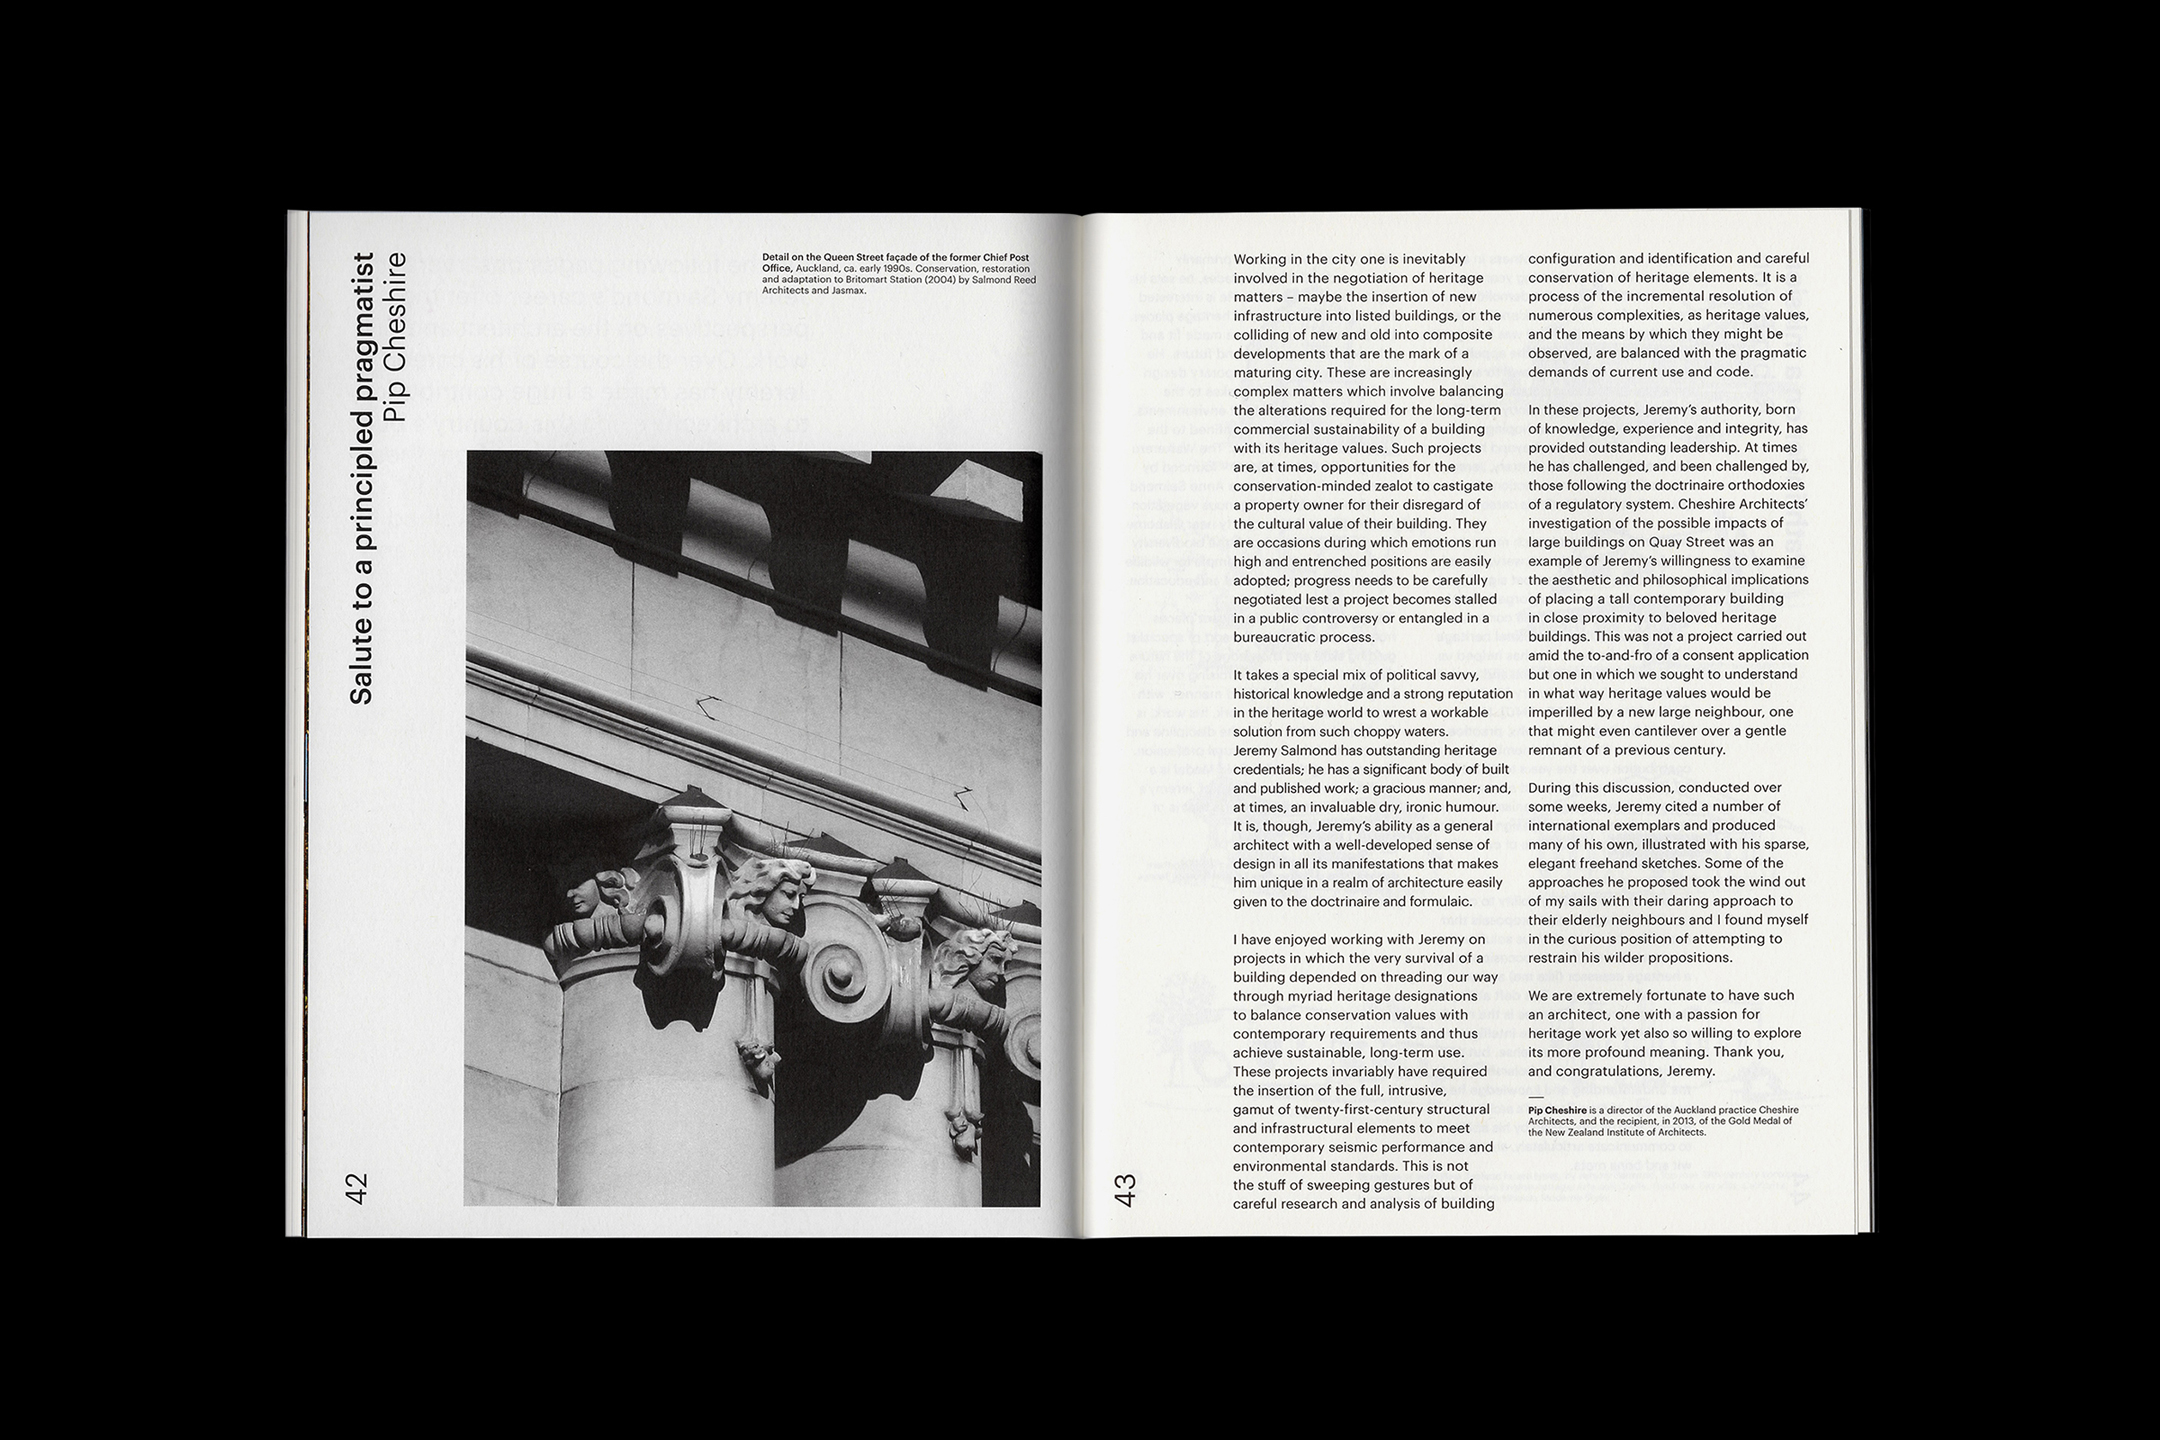 Salute to a principled pragmatist
Pip Cheshire
Detail on the Queen Street façade of the former Chief Post
Office, Auckland, ca. early 1990s. Conservation, restoration
and adaptation to Britomart Station (2004) by Salmond Reed
Architects and Jasmax.
42
Working in the city one is inevitably
involved in the negotiation of heritage
matters – maybe the insertion of new
infrastructure into listed buildings, or the
colliding of new and old into composite
developments that are the mark of a
maturing city. These are increasingly
complex matters which involve balancing
the alterations required for the long-term
commercial sustainability of a building
with its heritage values. Such projects
are, at times, opportunities for the
conservation-minded zealot to castigate
a property owner for their disregard of
the cultural value of their building. They
are occasions during which emotions run
high and entrenched positions are easily
adopted; progress needs to be carefully
negotiated lest a project becomes stalled
in a public controversy or entangled in a
bureaucratic process.
It takes a special mix of political savvy,
historical knowledge and a strong reputation
in the heritage world to wrest a workable
solution from such choppy waters.
Jeremy Salmond has outstanding heritage
credentials; he has a significant body of built
and published work; a gracious manner; and,
at times, an invaluable dry, ironic humour.
It is, though, Jeremy's ability as a general
architect with a well-developed sense of
design in all its manifestations that makes
him unique in a realm of architecture easily
given to the doctrinaire and formulaic.
I have enjoyed working with Jeremy on
projects in which the very survival of a
building depended on threading our way
through myriad heritage designations
to balance conservation values with
contemporary requirements and thus
achieve sustainable, long-term use.
These projects invariably have required
the insertion of the full, intrusive,
gamut of twenty-first-century structural
and infrastructural elements to meet
contemporary seismic performance and
environmental standards. This is not
the stuff of sweeping gestures but of
careful research and analysis of building
configuration and identification and careful
conservation of heritage elements. It is a
process of the incremental resolution of
numerous complexities, as heritage values,
and the means by which they might be
observed, are balanced with the pragmatic
demands of current use and code.
In these projects, Jeremy's authority, born
of knowledge, experience and integrity, has
provided outstanding leadership. At times
he has challenged, and been challenged by,
those following the doctrinaire orthodoxies
of a regulatory system. Cheshire Architects'
investigation of the possible impacts of
large buildings on Quay Street was an
example of Jeremy's willingness to examine
the aesthetic and philosophical implications
of placing a tall contemporary building
in close proximity to beloved heritage
buildings. This was not a project carried out
amid the to-and-fro of a consent application
but one in which we sought to understand
in what way heritage values would be
imperilled by a new large neighbour, one
that might even cantilever over a gentle
remnant of a previous century.
During this discussion, conducted over
some weeks, Jeremy cited a number of
international exemplars and produced
many of his own, illustrated with his sparse,
elegant freehand sketches. Some of the
approaches he proposed took the wind out
of my sails with their daring approach to
their elderly neighbours and I found myself
in the curious position of attempting to
restrain his wilder propositions.
We are extremely fortunate to have such
an architect, one with a passion for
heritage work yet also so willing to explore
its more profound meaning. Thank you,
and congratulations, Jeremy.
Pip Cheshire is a director of the Auckland practice Cheshire
Architects, and the recipient, in 2013, of the Gold Medal of
the New Zealand Institute of Architects.
43